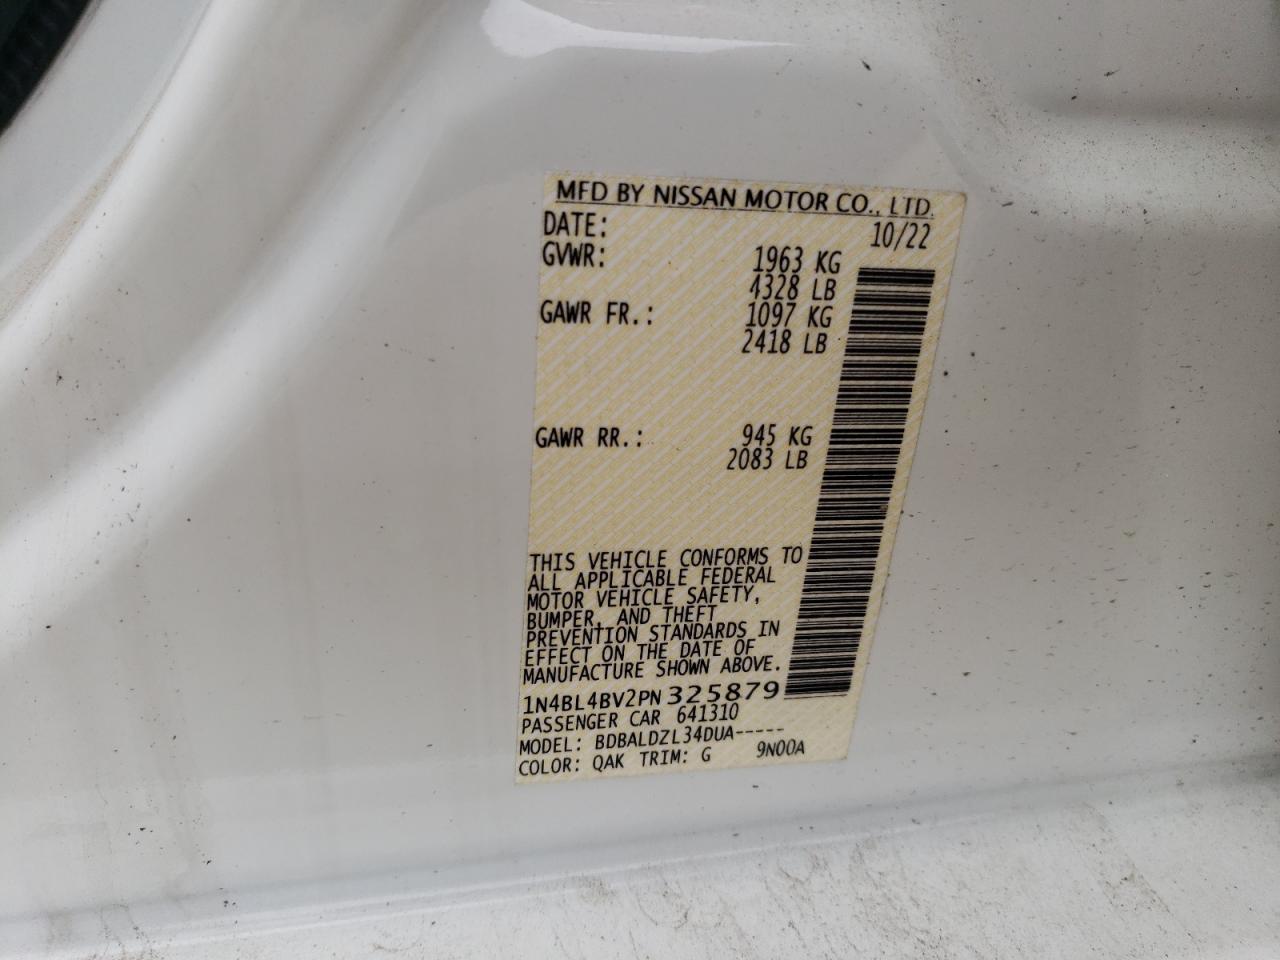 MFD BY NISSAN MOTOR CO., LTD.
DATE: 10/22
GVWR: 1963 KG
4328 LB
GAWR FR.: 1097 KG
2418 LB
GAWR RR.: 945 KG
2083 LB
THIS VEHICLE CONFORMS TO
ALL APPLICABLE FEDERAL
MOTOR VEHICLE SAFETY,
BUMPER, AND THEFT
PREVENTION STANDARDS IN
EFFECT ON THE DATE OF
MANUFACTURE SHOWN ABOVE.
1N4BL4BV2PN325879
PASSENGER CAR 641310
MODEL: BDBALDZL34DUA-----
COLOR: QAK TRIM: G 9N00A